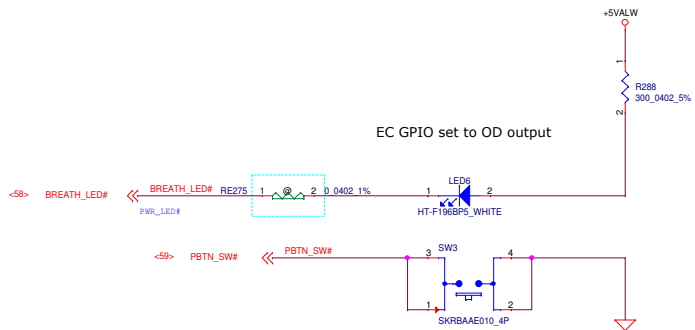 +5VALW
1
R288
300_0402_5%
2
EC GPIO set to OD output
<58> BREATH_LED# BREATH_LED# RE275 1 @ 2 0_0402_1% 1 LED6 2
PWR_LED#
HT-F196BP5_WHITE
<59> PBTN_SW# PBTN_SW# 3 SW3 4
1 2
SKRBAAE010_4P